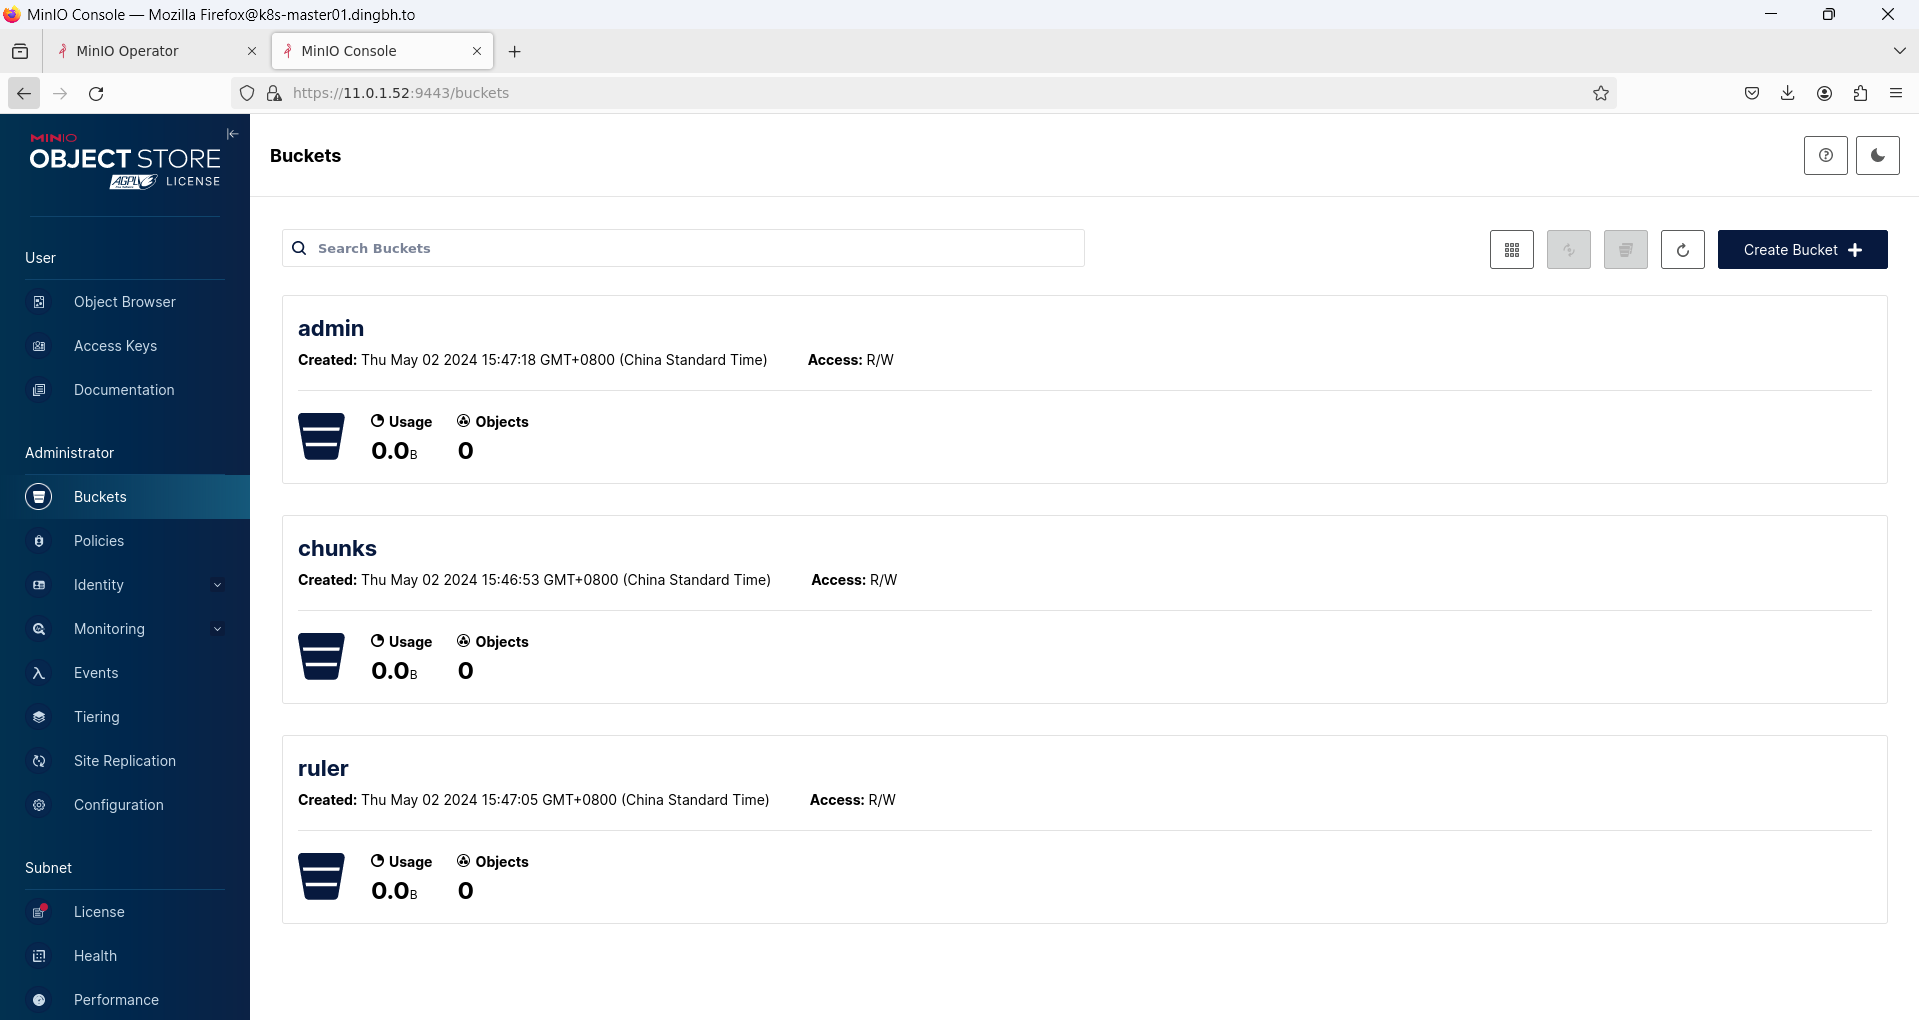 MinIO Console — Mozilla Firefox@k8s-master01.dingbh.to
MinIO Operator
MinIO Console
https://11.0.1.52:9443/buckets
MINIO
OBJECT STORE
AGPLV3 LICENSE
Buckets
User
Object Browser
Access Keys
Documentation
Administrator
Buckets
Policies
Identity
Monitoring
Events
Tiering
Site Replication
Configuration
Subnet
License
Health
Performance
Search Buckets
Create Bucket
admin
Created: Thu May 02 2024 15:47:18 GMT+0800 (China Standard Time) Access: R/W
Usage Objects
0.0B 0
chunks
Created: Thu May 02 2024 15:46:53 GMT+0800 (China Standard Time) Access: R/W
Usage Objects
0.0B 0
ruler
Created: Thu May 02 2024 15:47:05 GMT+0800 (China Standard Time) Access: R/W
Usage Objects
0.0B 0